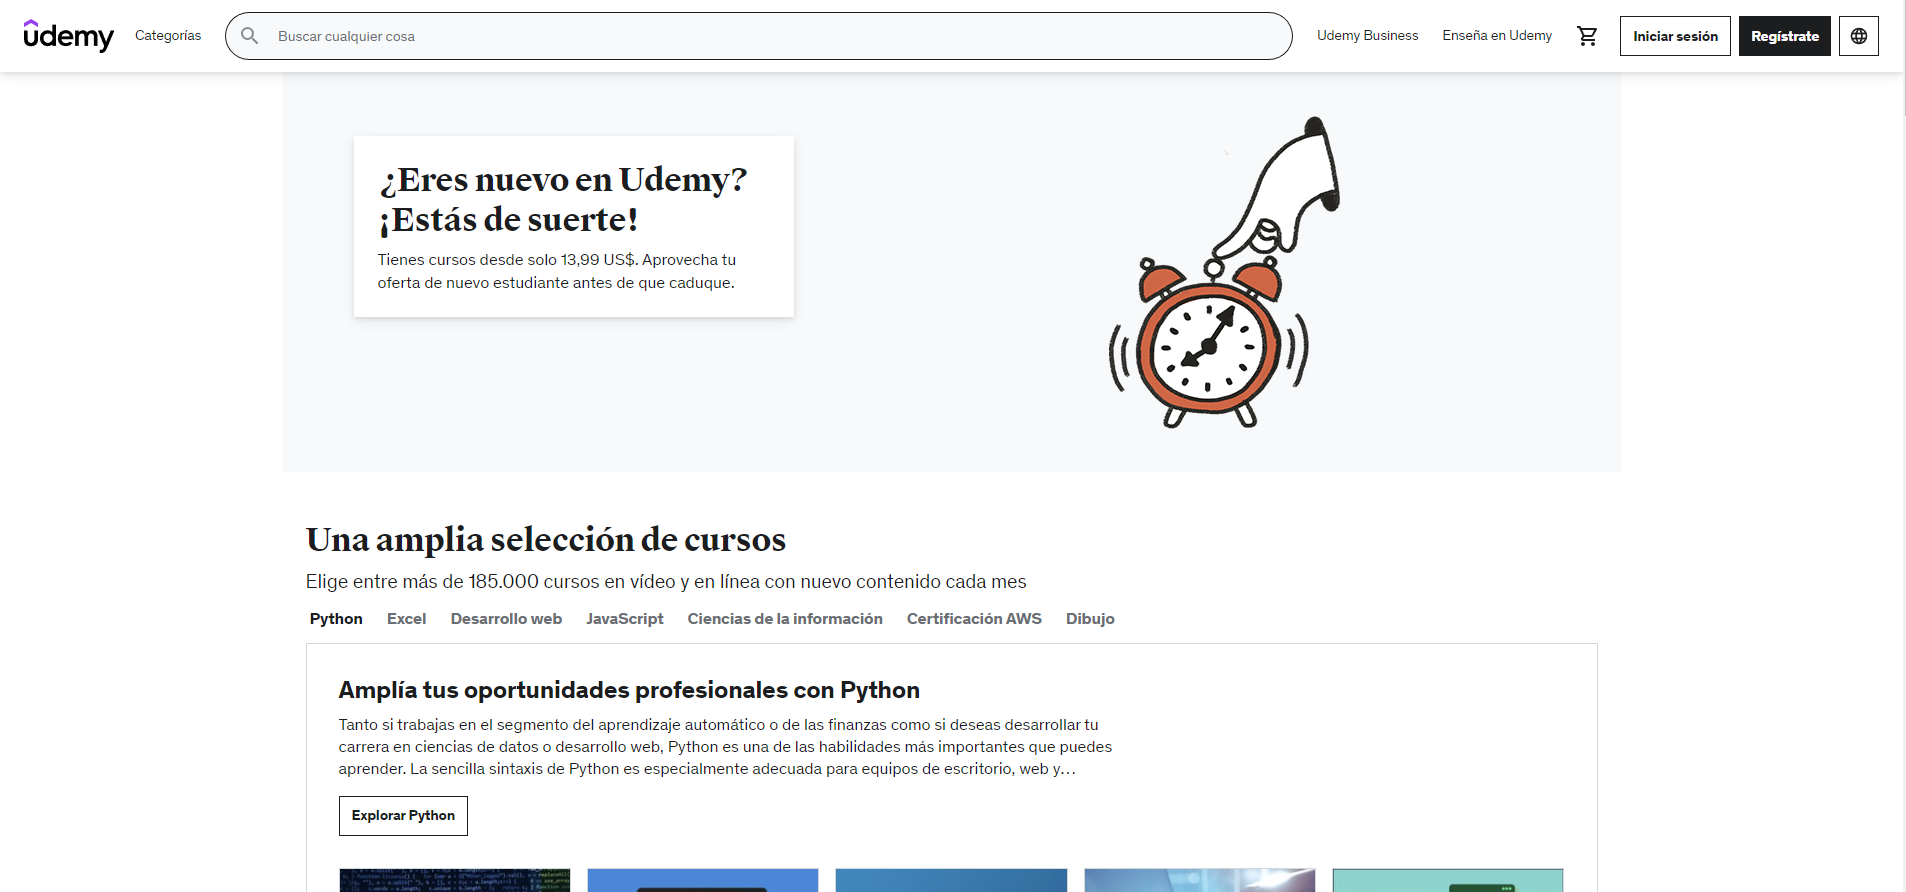 udemy
Categorías
Buscar cualquier cosa
Udemy Business
Enseña en Udemy
Iniciar sesión
Regístrate
¿Eres nuevo en Udemy?
¡Estás de suerte!
Tienes cursos desde solo 13,99 US$. Aprovecha tu
oferta de nuevo estudiante antes de que caduque.
Una amplia selección de cursos
Elige entre más de 185.000 cursos en vídeo y en línea con nuevo contenido cada mes
Python
Excel
Desarrollo web
JavaScript
Ciencias de la información
Certificación AWS
Dibujo
Amplía tus oportunidades profesionales con Python
Tanto si trabajas en el segmento del aprendizaje automático o de las finanzas como si deseas desarrollar tu
carrera en ciencias de datos o desarrollo web, Python es una de las habilidades más importantes que puedes
aprender. La sencilla sintaxis de Python es especialmente adecuada para equipos de escritorio, web y…
Explorar Python